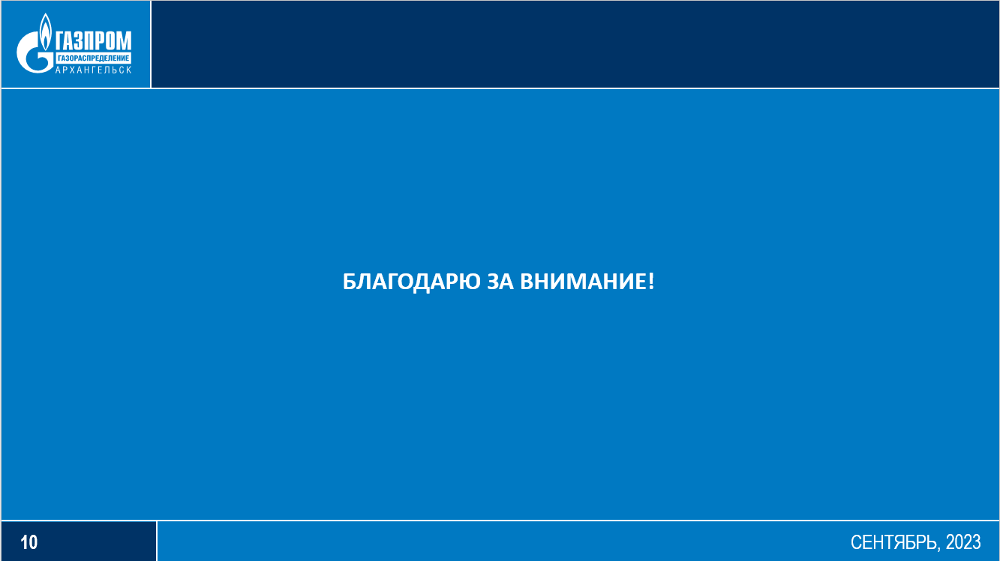 ГАЗПРОМ
ГАЗОРАСПРЕДЕЛЕНИЕ
АРХАНГЕЛЬСК
БЛАГОДАРЮ ЗА ВНИМАНИЕ!
10
СЕНТЯБРЬ, 2023